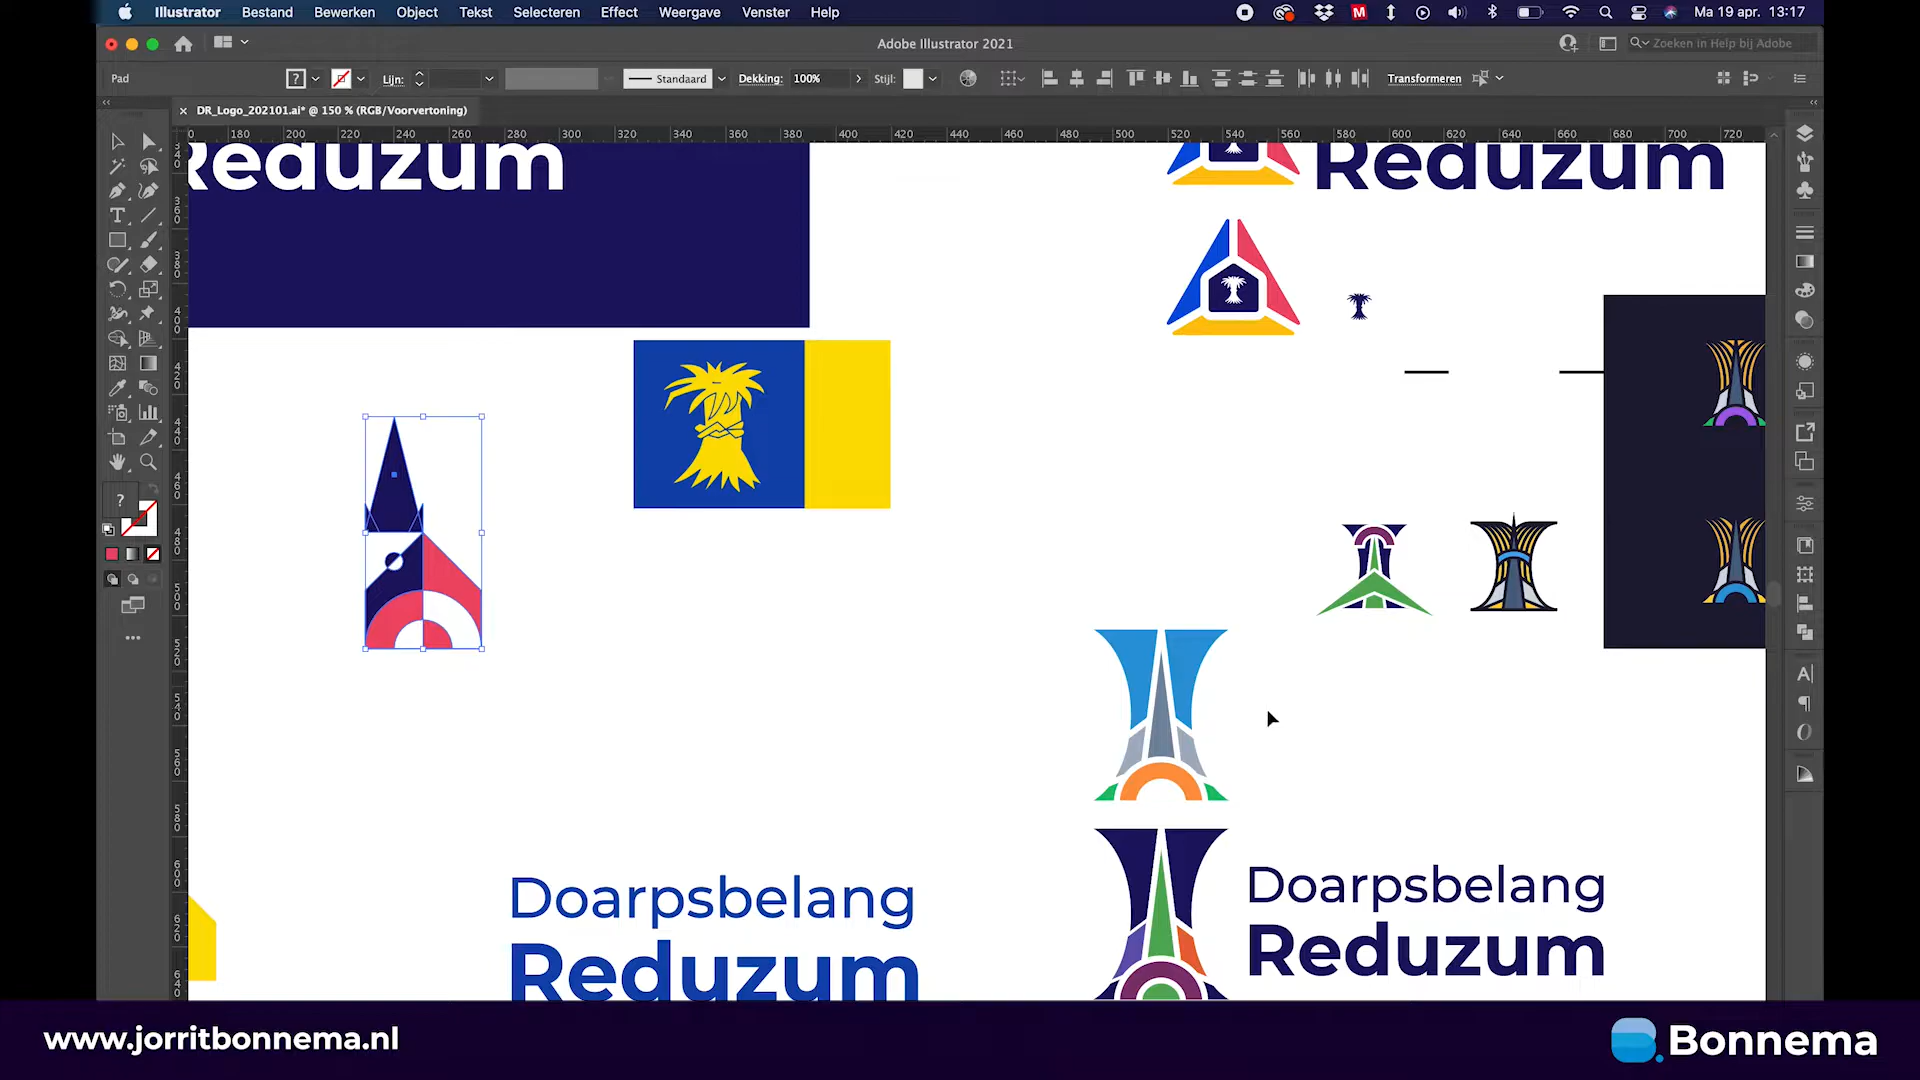 Illustrator Bestand Bewerken Object Tekst Selecteren Effect Weergave Venster Help Ma 19 apr. 13:17
Adobe Illustrator 2021 Zoeken in Help bij Adobe
Pad Lijn: Standaard Dekking: 100% Stijl: Transformeren
DR_Logo_202101.ai* @ 150 % (RGB/Voorvertoning)
180 200 220 240 260 280 300 320 340 360 380 400 420 440 460 480 500 520 540 560 580 600 620 640 660 680 700 720
Reduzum
Reduzum
Doarpsbelang
Reduzum
Doarpsbelang
Reduzum
www.jorritbonnema.nl
Bonnema